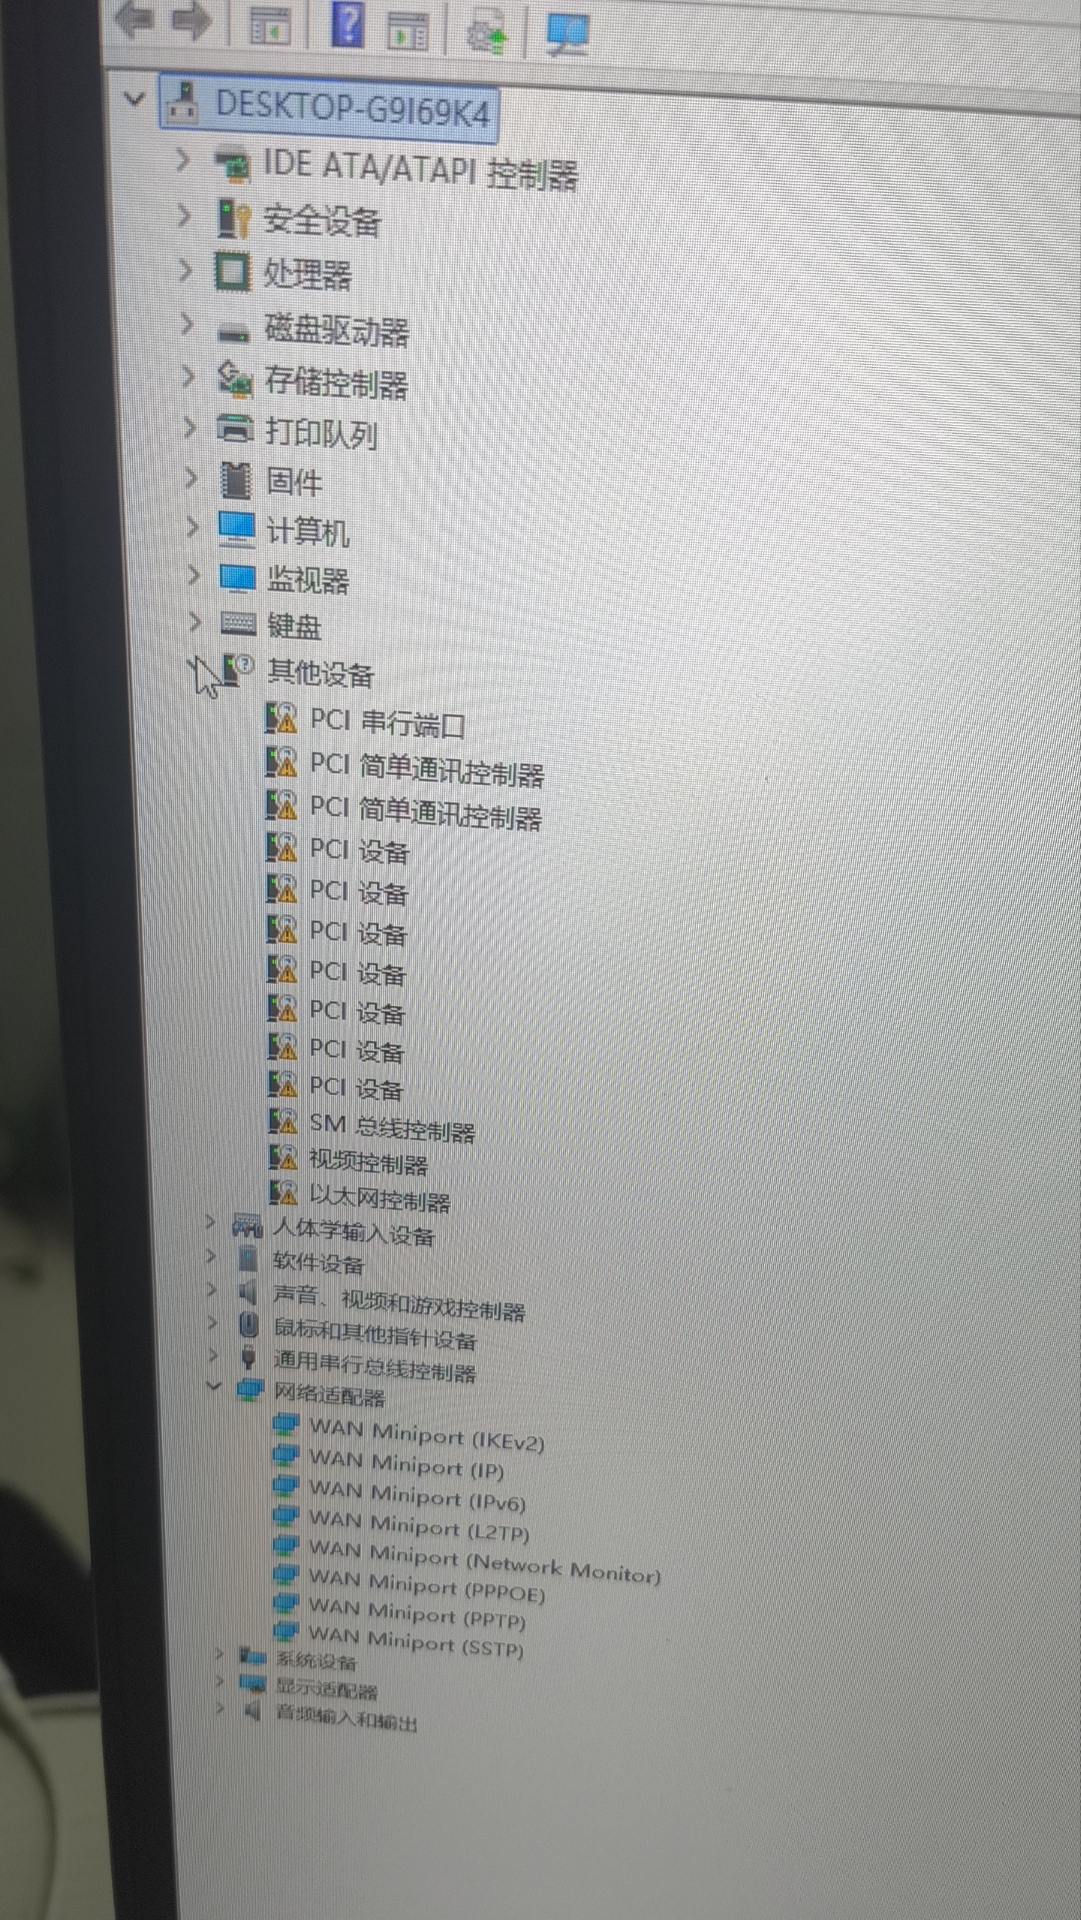 DESKTOP-G9I69K4
IDE ATA/ATAPI 控制器
安全设备
处理器
磁盘驱动器
存储控制器
打印队列
固件
计算机
监视器
键盘
其他设备
PCI 串行端口
PCI 简单通讯控制器
PCI 简单通讯控制器
PCI 设备
PCI 设备
PCI 设备
PCI 设备
PCI 设备
PCI 设备
PCI 设备
SM 总线控制器
视频控制器
以太网控制器
人体学输入设备
软件设备
声音、视频和游戏控制器
鼠标和其他指针设备
通用串行总线控制器
网络适配器
WAN Miniport (IKEv2)
WAN Miniport (IP)
WAN Miniport (IPv6)
WAN Miniport (L2TP)
WAN Miniport (Network Monitor)
WAN Miniport (PPPOE)
WAN Miniport (PPTP)
WAN Miniport (SSTP)
系统设备
显示适配器
音频输入和输出